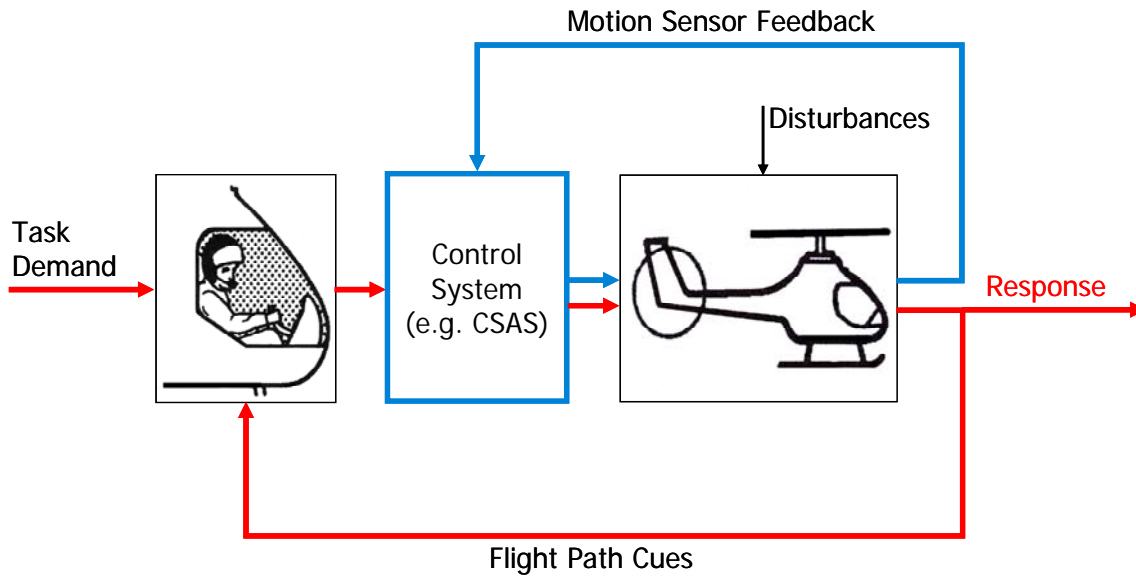 Motion Sensor Feedback
Disturbances
Task
Demand
Control
System
(e.g. CSAS)
Response
Flight Path Cues